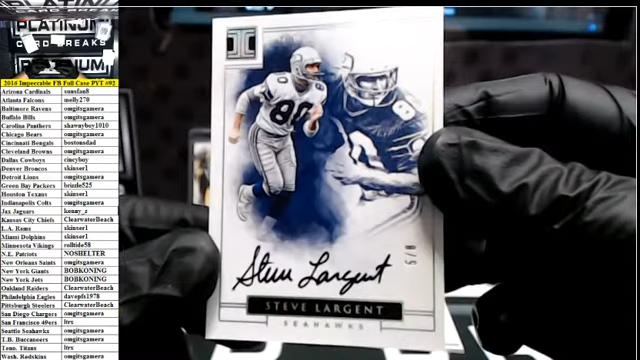 PLATINUM
CARD BREAKS
PLATINUM
2016 Impeccable FB Full Case PYT #92
Arizona Cardinals sunsfan8
Atlanta Falcons melly270
Baltimore Ravens omgitsgamera
Buffalo Bills omgitsgamera
Carolina Panthers shawnyboy1010
Chicago Bears omgitsgamera
Cincinnati Bengals bostonsdad
Cleveland Browns omgitsgamera
Dallas Cowboys cincyboy
Denver Broncos skinser1
Detroit Lions omgitsgamera
Green Bay Packers brizzle525
Houston Texans skinser1
Indianapolis Colts omgitsgamera
Jax Jaguars kenny_z
Kansas City Chiefs ClearwaterBeach
L.A. Rams skinser1
Miami Dolphins skinser1
Minnesota Vikings rolltide58
N.E. Patriots NOSHELTER
New Orleans Saints omgitsgamera
New York Giants BOBKONING
New York Jets BOBKONING
Oakland Raiders ClearwaterBeach
Philadelphia Eagles davepfs1978
Pittsburgh Steelers ClearwaterBeach
San Diego Chargers omgitsgamera
San Francisco 49ers ltrx
Seattle Seahawks omgitsgamera
T.B. Buccaneers omgitsgamera
Tenn. Titans ltrx
Wash. Redskins omgitsgamera
80
Steve Largent
STEVE LARGENT
SEAHAWKS